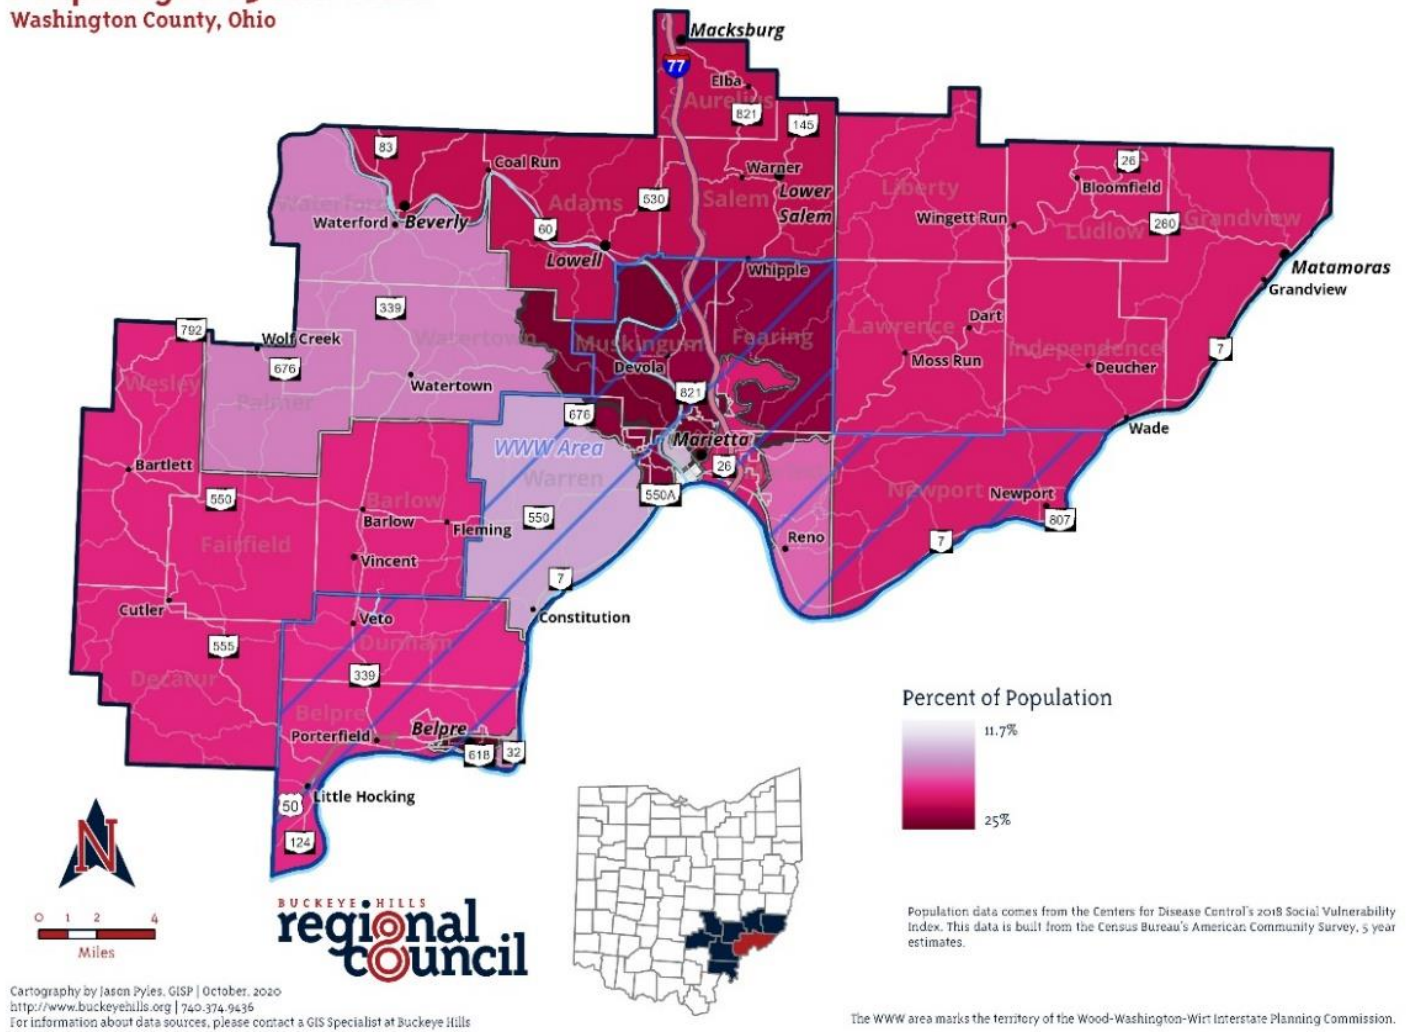 Washington County, Ohio
Macksburg
77
Elba
Aurelius
821
145
83
Coal Run
Warner
Lower
Salem
Salem
26
Bloomfield
Liberty
530
Adams
Waterford
Waterford
Beverly
60
Wingett Run
Ludlow
260
Grandview
Lowell
Whipple
Matamoras
Grandview
339
Watertown
792
Wolf Creek
Muskingum
Fearing
Lawrence
Dart
Independence
7
Wesley
676
Devola
Moss Run
Deucher
Watertown
Palmer
821
676
Wade
WWW Area
Marietta
Bartlett
Warren
26
550
Barlow
550A
Newport
Newport
Barlow
Fleming
550
807
Fairfield
Reno
7
Vincent
7
Cutler
Veto
Constitution
555
Dunham
Decatur
339
Belpre
Belpre
Porterfield
618
32
Little Hocking
50
124
Percent of Population
11.7%
25%
N
0 1 2 4
Miles
BUCKEYE HILLS
regional
council
Population data comes from the Centers for Disease Control's 2018 Social Vulnerability
Index. This data is built from the Census Bureau's American Community Survey, 5 year
estimates.
Cartography by Jason Pyles, GISP | October, 2020
http://www.buckeyehills.org | 740.374.9436
For information about data sources, please contact a GIS Specialist at Buckeye Hills
The WWW area marks the territory of the Wood-Washington-Wirt Interstate Planning Commission.